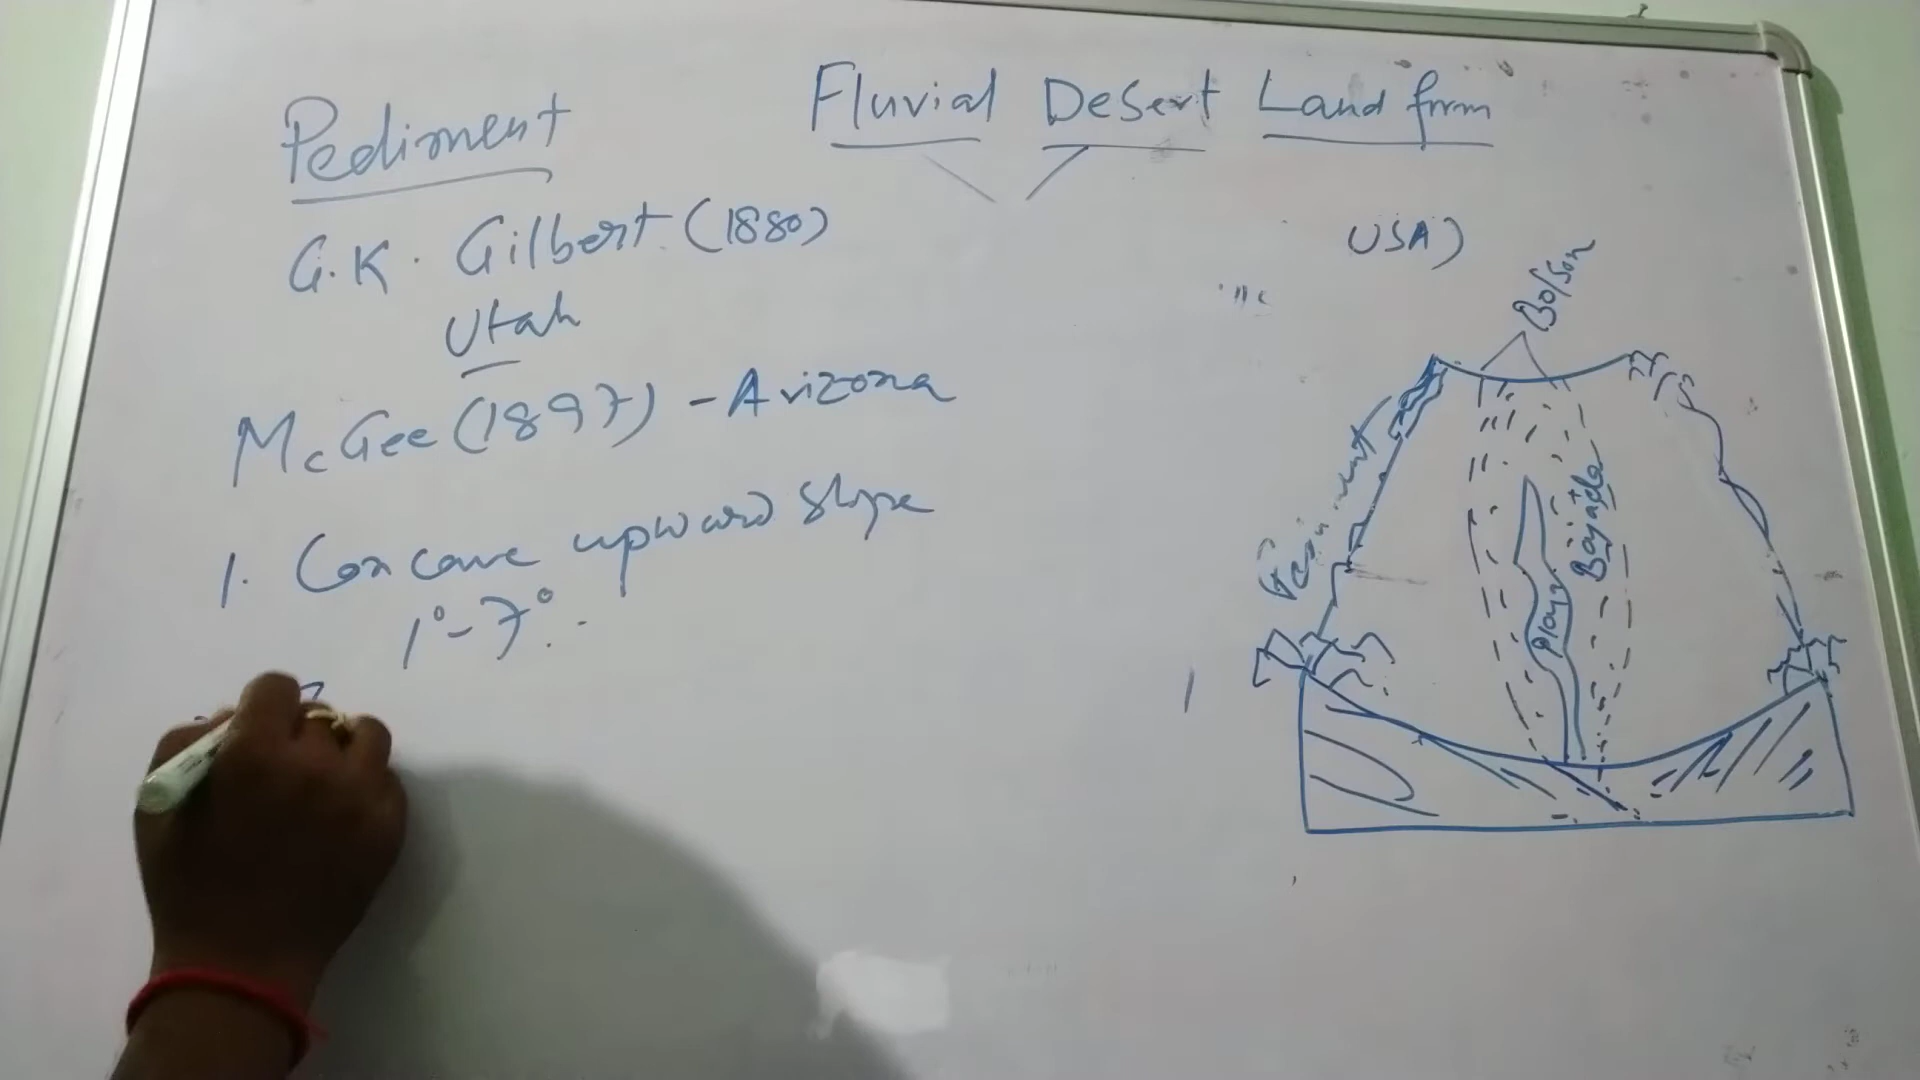 Fluvial Desert Land form
Pediment
G.K. Gilbert (1880)
Utah
McGee (1897) - Arizona
1. Concave upward slope
1°-7°
USA)
Bolson
Bajada
Playa